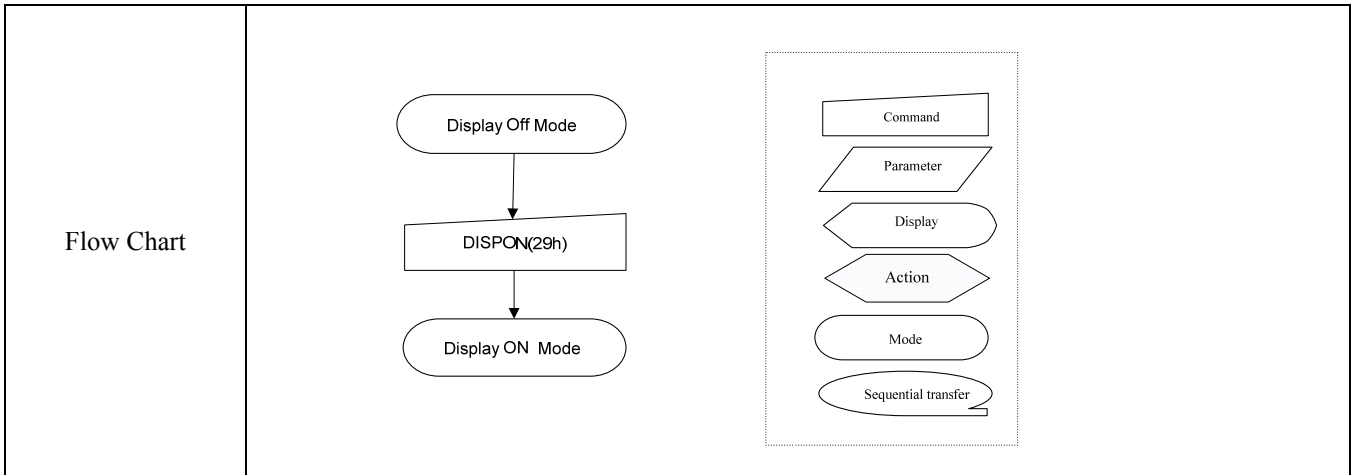 Flow Chart
Display Off Mode
DISPON(29h)
Display ON Mode
Command
Parameter
Display
Action
Mode
Sequential transfer